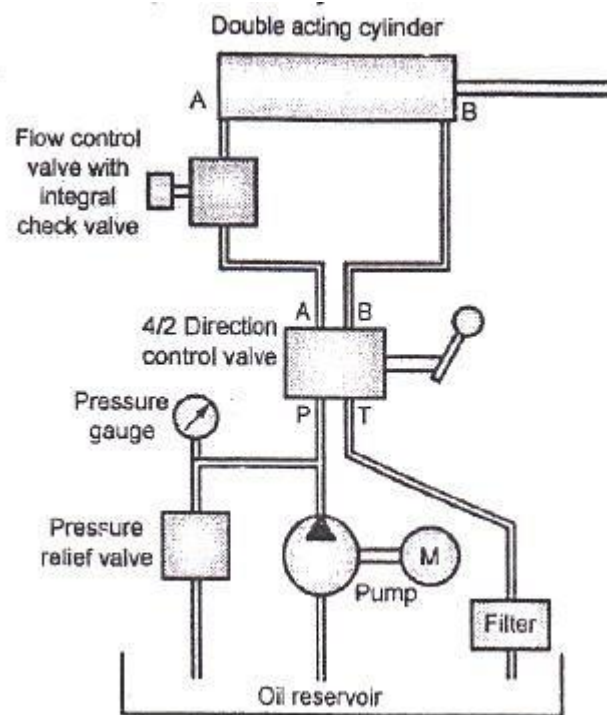 Double acting cylinder
A
B
Flow control
valve with
integral
check valve
A B
4/2 Direction
control valve
P T
Pressure
gauge
Pressure
relief valve
M
Pump
Filter
Oil reservoir